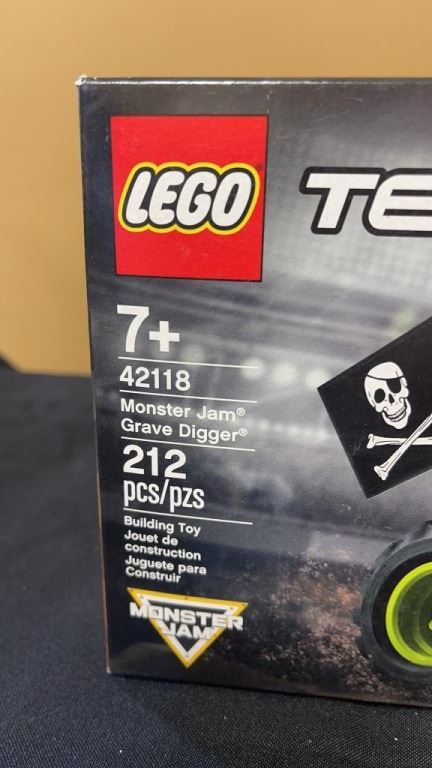 LEGO
TE
7+
42118
Monster Jam®
Grave Digger®
212
pcs/pzs
Building Toy
Jouet de
construction
Juguete para
Construir
MONSTER
JAM